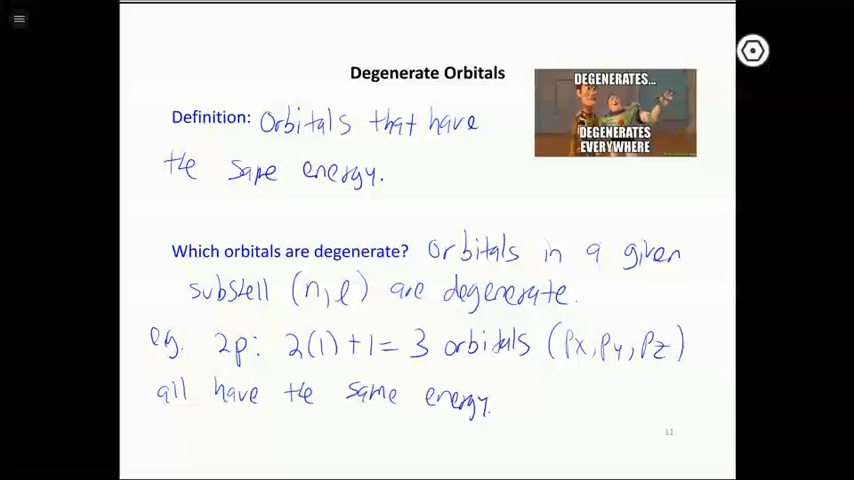 Degenerate Orbitals
DEGENERATES...
DEGENERATES
EVERYWHERE
Definition: Orbitals that have
the same energy.
Which orbitals are degenerate? Orbitals in a given
subshell (n,l) are degenerate.
eg. 2p: 2(1)+1=3 orbitals (px,py,pz)
all have the same energy.
11